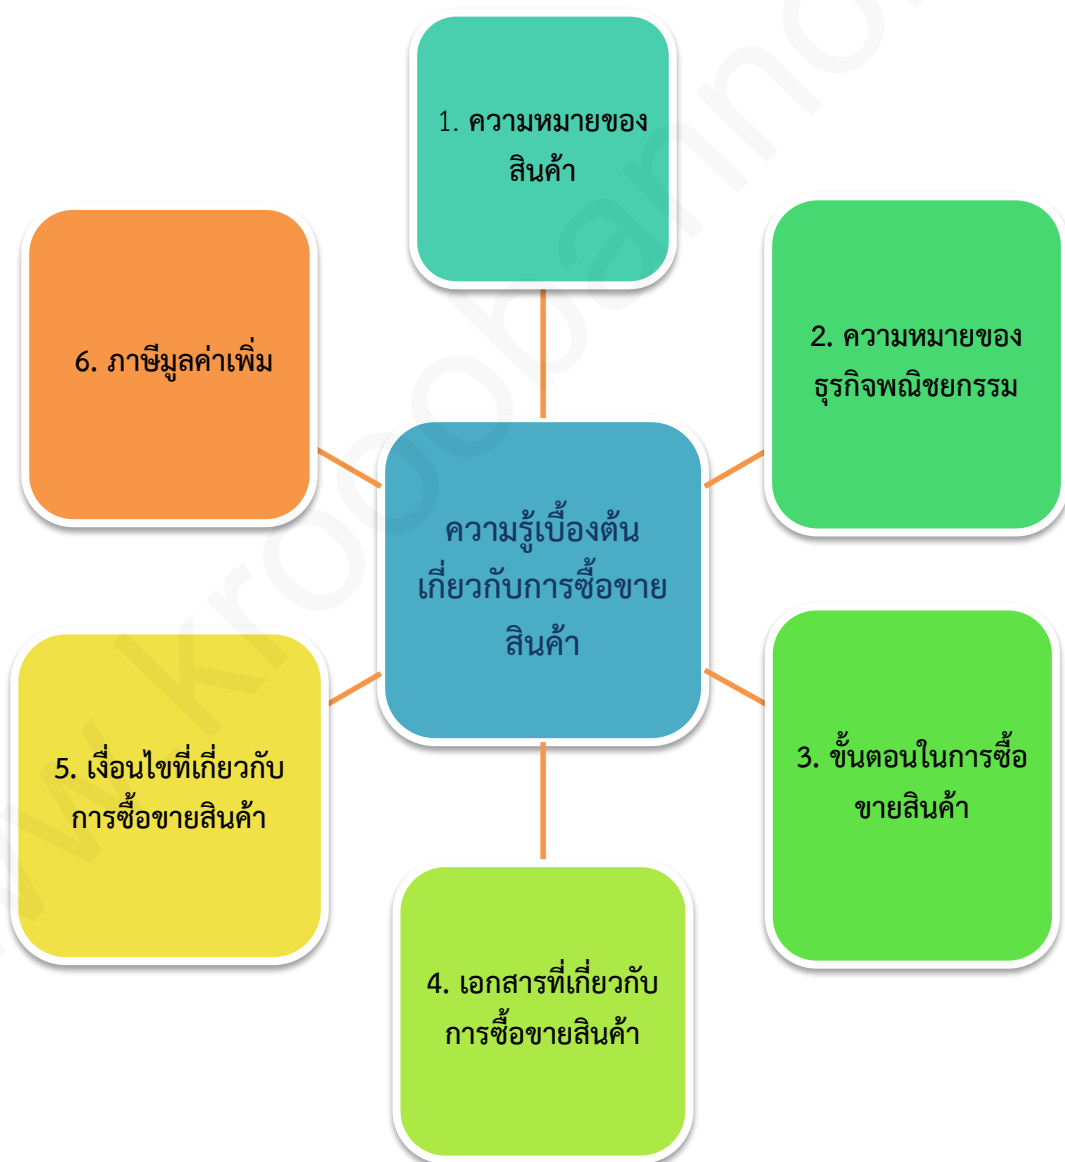 1. ความหมายของ
สินค้า
2. ความหมายของ
ธุรกิจพณิชยกรรม
3. ขั้นตอนในการซื้อ
ขายสินค้า
4. เอกสารที่เกี่ยวกับ
การซื้อขายสินค้า
5. เงื่อนไขที่เกี่ยวกับ
การซื้อขายสินค้า
6. ภาษีมูลค่าเพิ่ม
ความรู้เบื้องต้น
เกี่ยวกับการซื้อขาย
สินค้า